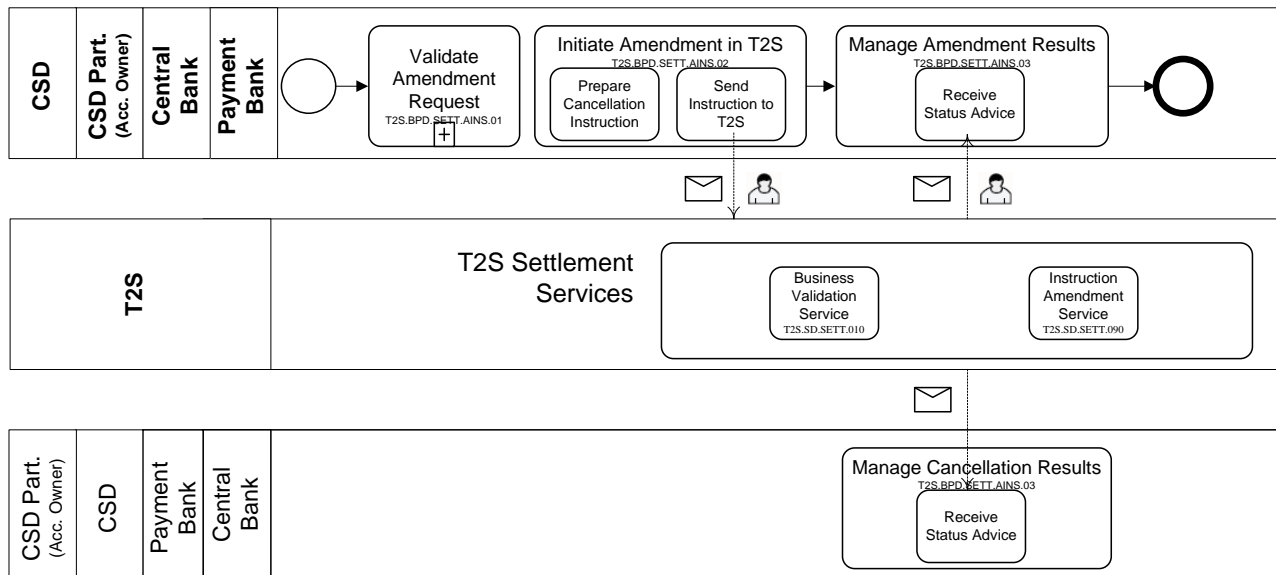 CSD
CSD Part.
(Acc. Owner)
Central
Bank
Payment
Bank
Validate
Amendment
Request
T2S.BPD.SETT.AINS.01
+
Initiate Amendment in T2S
T2S.BPD.SETT.AINS.02
Prepare
Cancellation
Instruction
Send
Instruction to
T2S
Manage Amendment Results
T2S.BPD.SETT.AINS.03
Receive
Status Advice
T2S
T2S Settlement
Services
Business
Validation
Service
T2S.SD.SETT.010
Instruction
Amendment
Service
T2S.SD.SETT.090
CSD Part.
(Acc. Owner)
CSD
Payment
Bank
Central
Bank
Manage Cancellation Results
T2S.BPD.SETT.AINS.03
Receive
Status Advice